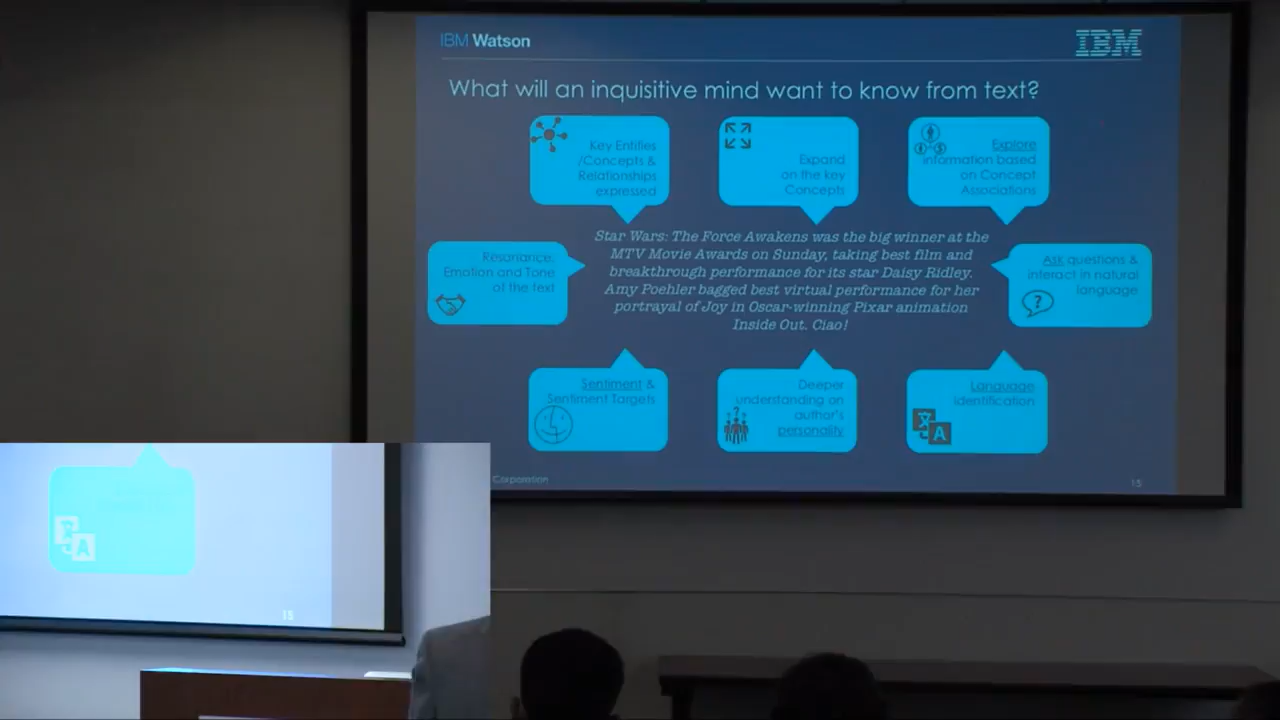 IBM Watson
IBM
What will an inquisitive mind want to know from text?
Key Entities
/Concepts &
Relationships
expressed
Expand
on the key
Concepts
Explore
information based
on Concept
Associations
Resonance,
Emotion and Tone
of the text
Star Wars: The Force Awakens was the big winner at the
MTV Movie Awards on Sunday, taking best film and
breakthrough performance for its star Daisy Ridley.
Amy Poehler bagged best virtual performance for her
portrayal of Joy in Oscar-winning Pixar animation
Inside Out. Ciao!
Ask questions &
interact in natural
language
?
Sentiment &
Sentiment Targets
Deeper
understanding on
author's
personality
?
Language
identification
A
Corporation
15
A
15